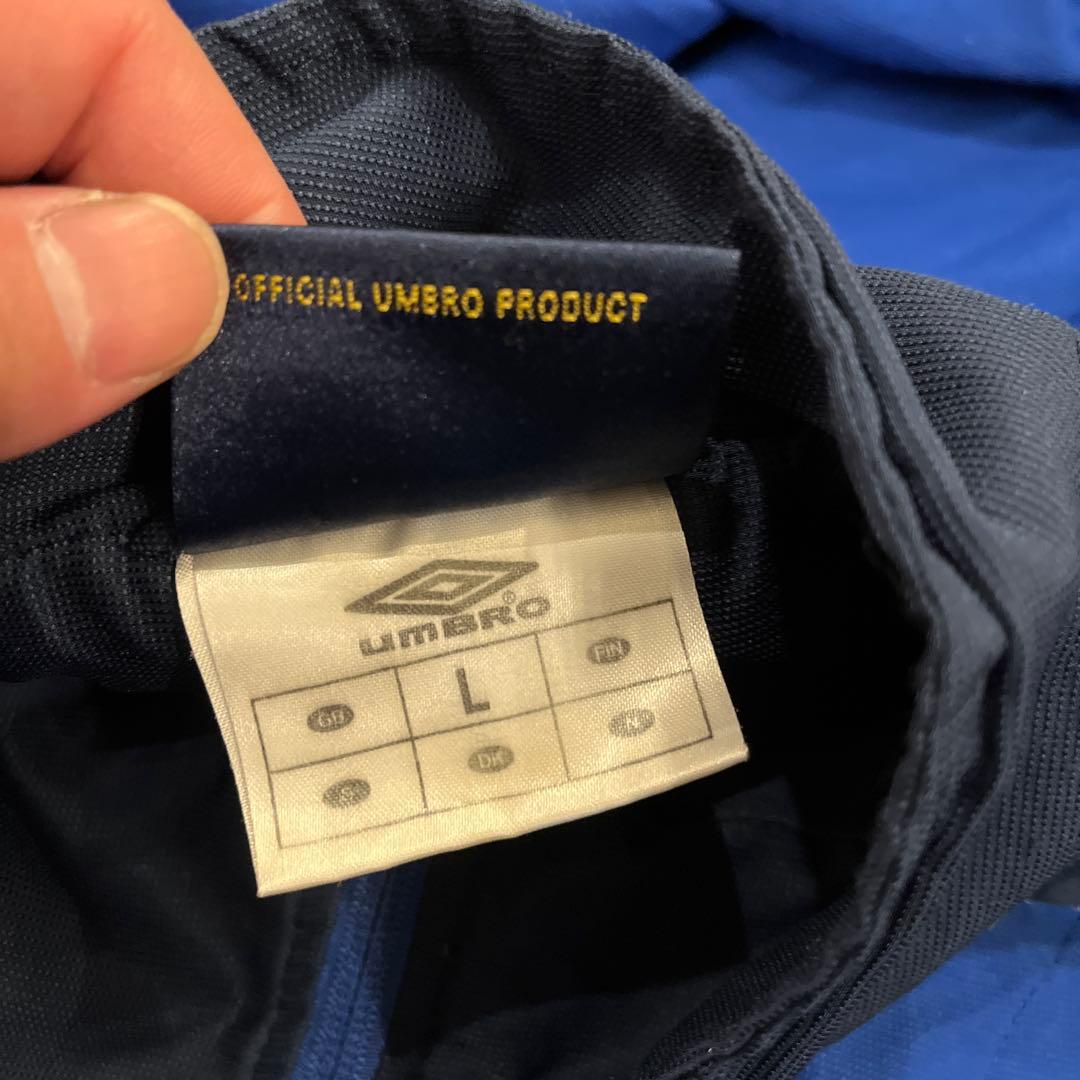 OFFICIAL UMBRO PRODUCT
umBRO®
GB L FIN
S DK N